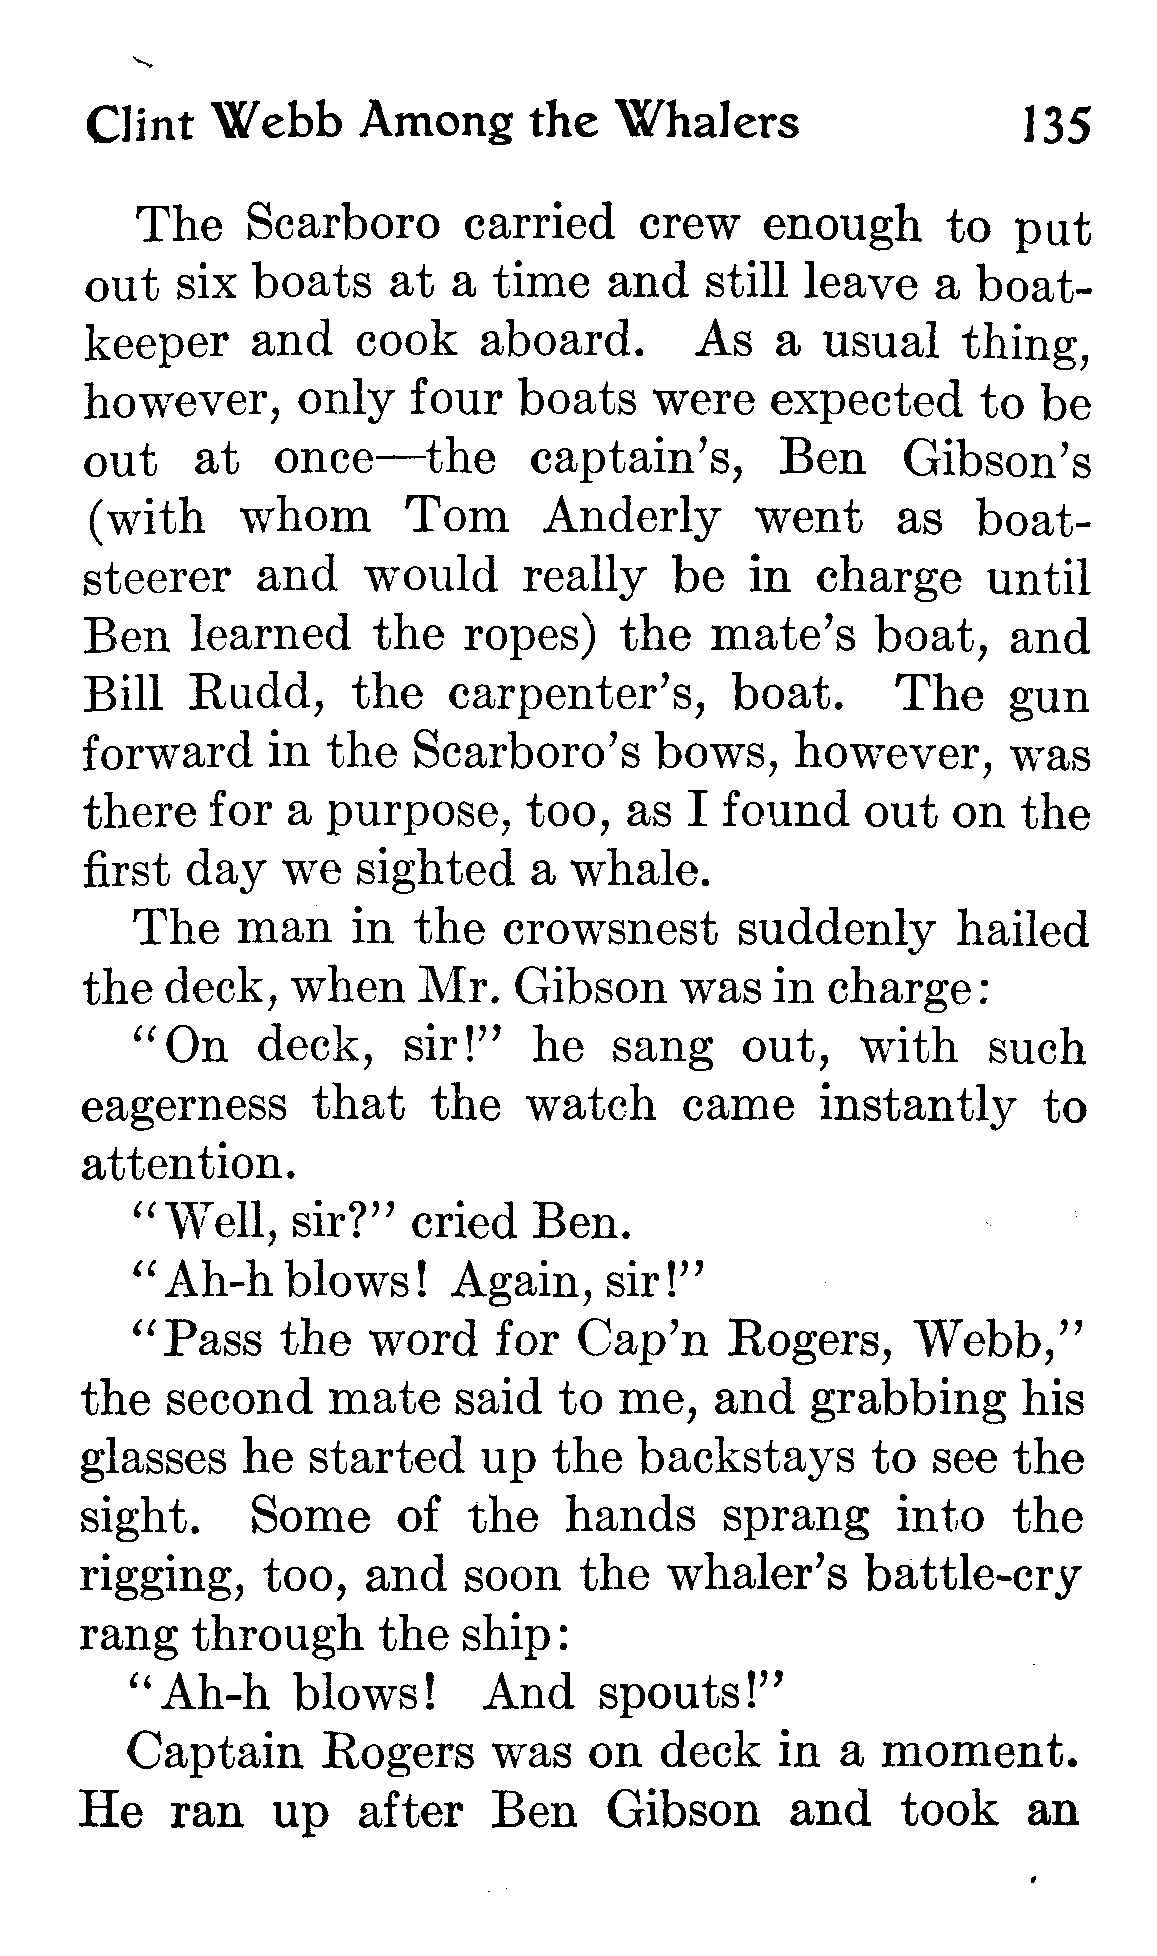 Clint Webb Among the Whalers 135
The Scarboro carried crew enough to put
out six boats at a time and still leave a boat-
keeper and cook aboard. As a usual thing,
however, only four boats were expected to be
out at once—the captain's, Ben Gibson's
(with whom Tom Anderly went as boat-
steerer and would really be in charge until
Ben learned the ropes) the mate's boat, and
Bill Rudd, the carpenter's, boat. The gun
forward in the Scarboro's bows, however, was
there for a purpose, too, as I found out on the
first day we sighted a whale.
The man in the crowsnest suddenly hailed
the deck, when Mr. Gibson was in charge:
"On deck, sir!" he sang out, with such
eagerness that the watch came instantly to
attention.
"Well, sir?" cried Ben.
"Ah-h blows! Again, sir!"
"Pass the word for Cap'n Rogers, Webb,"
the second mate said to me, and grabbing his
glasses he started up the backstays to see the
sight. Some of the hands sprang into the
rigging, too, and soon the whaler's battle-cry
rang through the ship:
"Ah-h blows! And spouts!"
Captain Rogers was on deck in a moment.
He ran up after Ben Gibson and took an